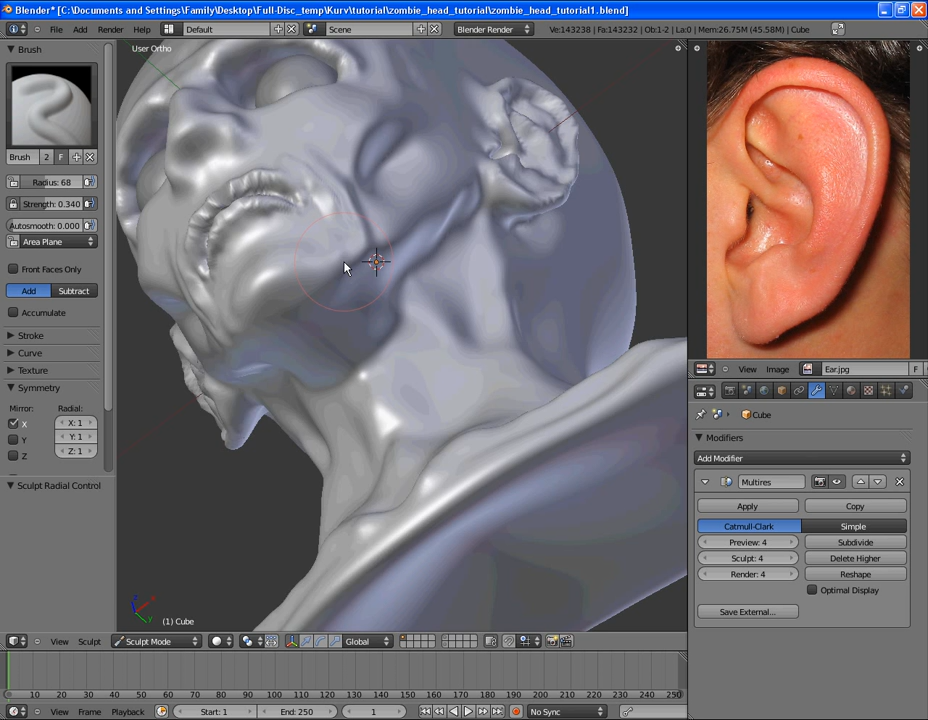 Blender* [C:\Documents and Settings\Family\Desktop\Full-Disc_temp\Kurv\tutorial\zombie_head_tutorial\zombie_head_tutorial1.blend]
File Add Render Help Default Scene Blender Render Ve:143238 | Fa:143232 | Ob:1-2 | La:0 | Mem:26.75M (45.58M) | Cube
Brush
User Ortho
Brush 2 F
Radius: 68
Strength: 0.340
Autosmooth: 0.000
Area Plane
Front Faces Only
Add Subtract
Accumulate
Stroke
Curve
Texture
Symmetry
Mirror: Radial:
X X: 1
Y Y: 1
Z Z: 1
Sculpt Radial Control
(1) Cube
View Image Ear.jpg F
Cube
Modifiers
Add Modifier
Multires
Apply Copy
Catmull-Clark Simple
Preview: 4 Subdivide
Sculpt: 4 Delete Higher
Render: 4 Reshape
Optimal Display
Save External...
View Sculpt Sculpt Mode Global
0 10 20 30 40 50 60 70 80 90 100 110 120 130 140 150 160 170 180 190 200 210 220 230 240 250
View Frame Playback Start: 1 End: 250 1 No Sync